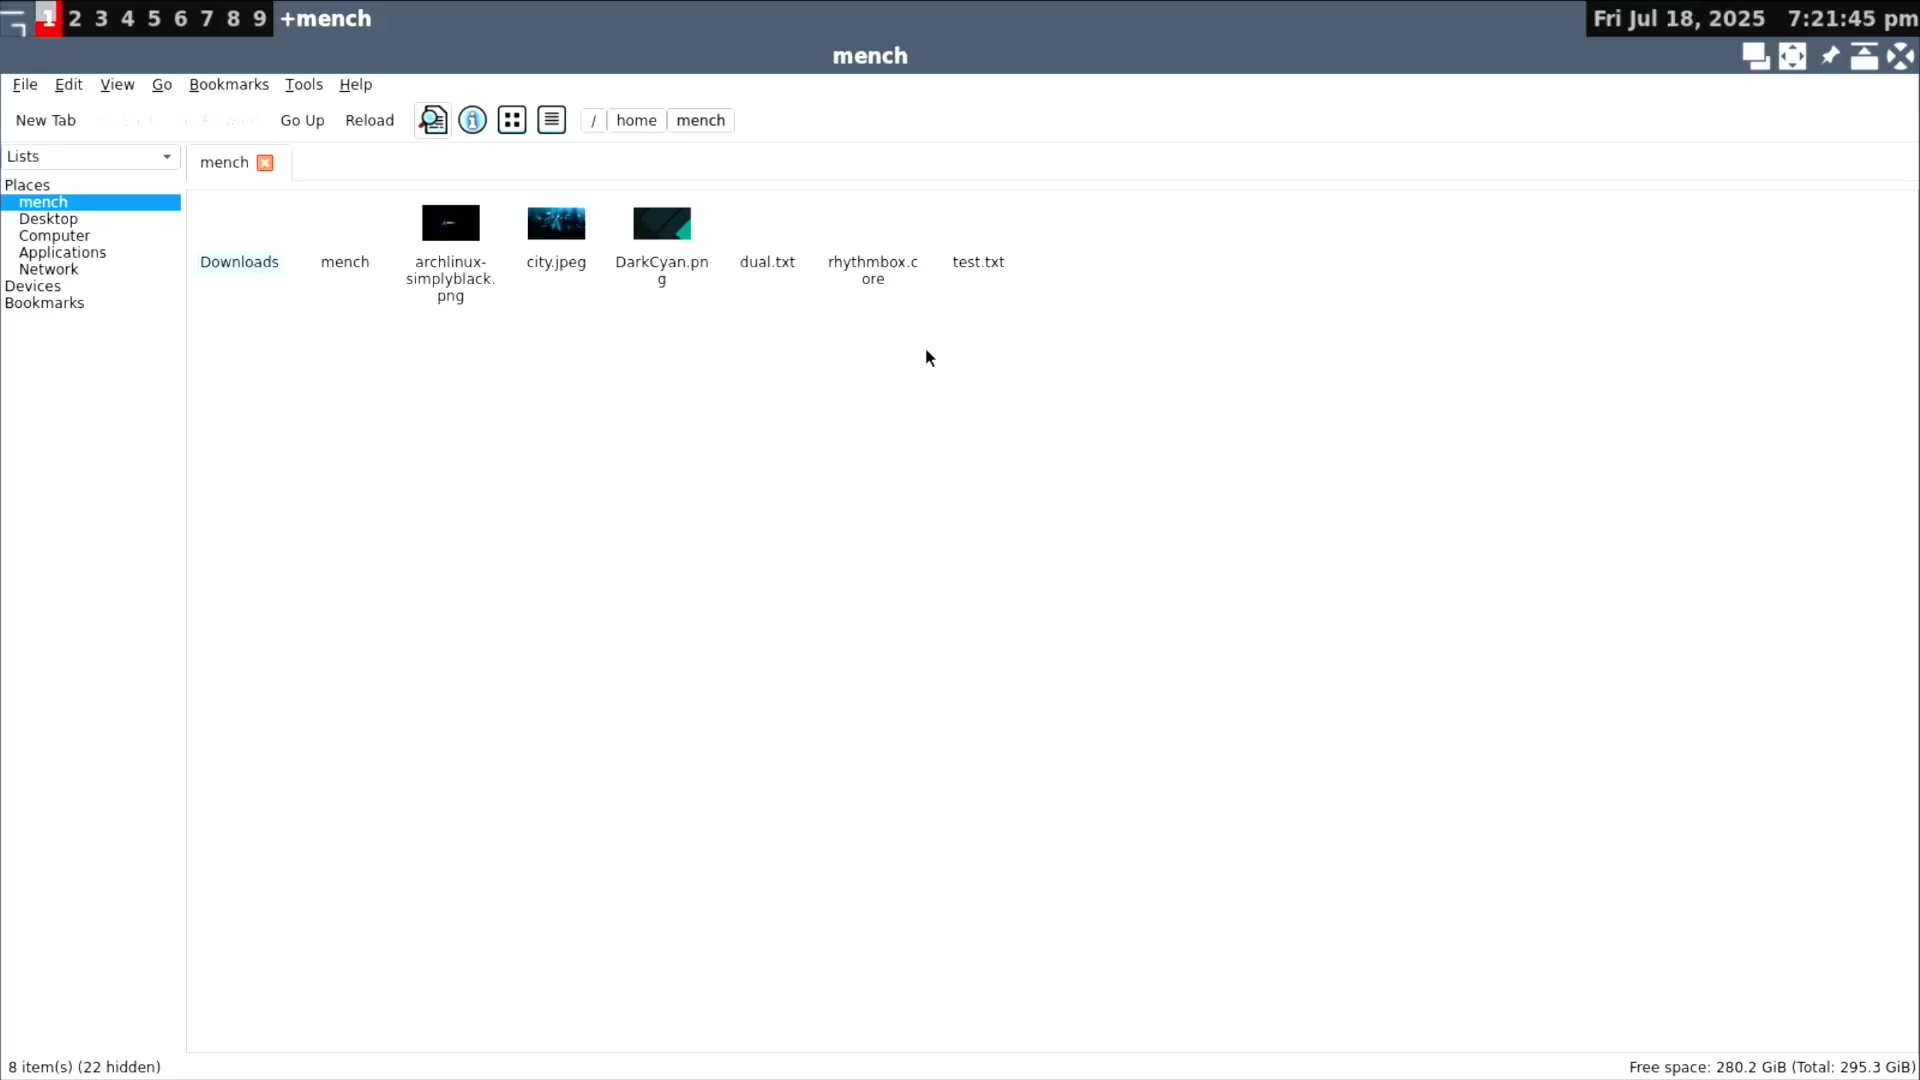 1 2 3 4 5 6 7 8 9 +mench
Fri Jul 18, 2025 7:21:45 pm
mench
File Edit View Go Bookmarks Tools Help
New Tab Go Up Reload / home mench
Lists
mench
Places
mench
Desktop
Computer
Applications
Network
Devices
Bookmarks
Downloads
mench
archlinux-
simplyblack.
png
city.jpeg
DarkCyan.pn
g
dual.txt
rhythmbox.c
ore
test.txt
8 item(s) (22 hidden)
Free space: 280.2 GiB (Total: 295.3 GiB)